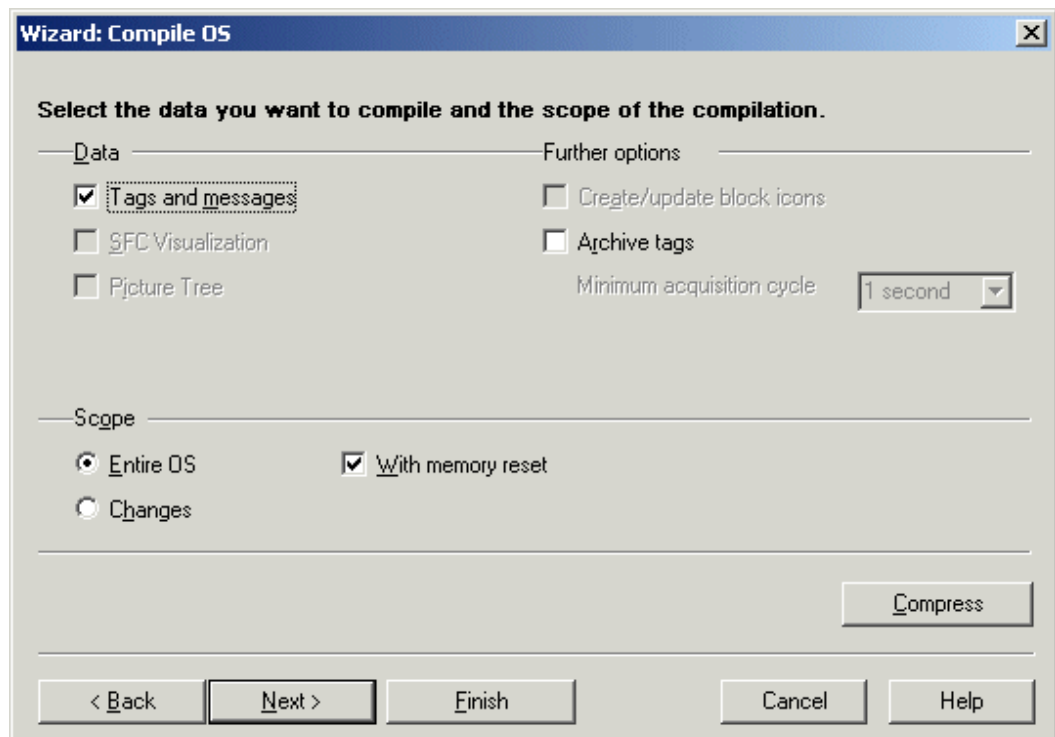 Wizard: Compile OS
Select the data you want to compile and the scope of the compilation.
Data
Further options
Tags and messages
Create/update block icons
SFC Visualization
Archive tags
Picture Tree
Minimum acquisition cycle
1 second
Scope
Entire OS
With memory reset
Changes
Compress
< Back
Next >
Finish
Cancel
Help